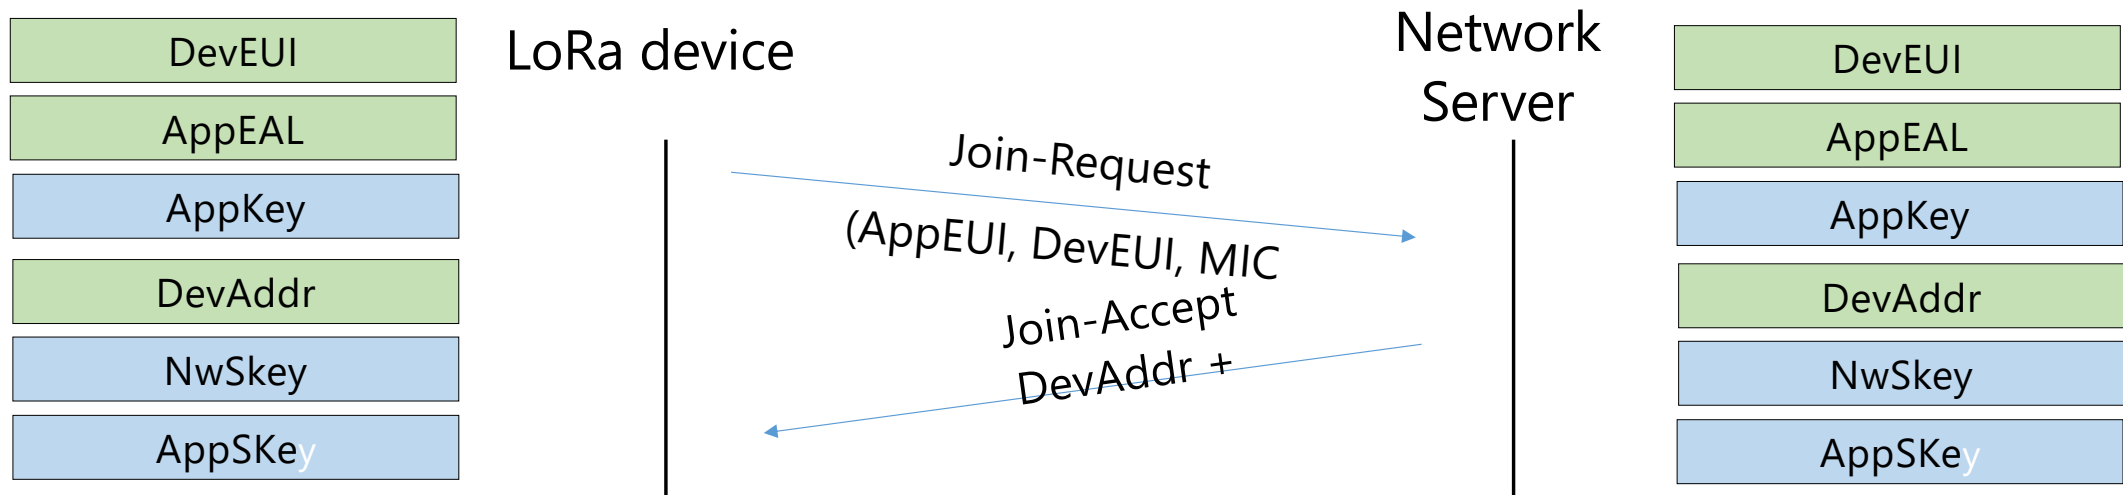 DevEUI
AppEAL
AppKey
DevAddr
NwSkey
AppSKey
LoRa device
Network
Server
Join-Request
(AppEUI, DevEUI, MIC
Join-Accept
DevAddr +
DevEUI
AppEAL
AppKey
DevAddr
NwSkey
AppSKey